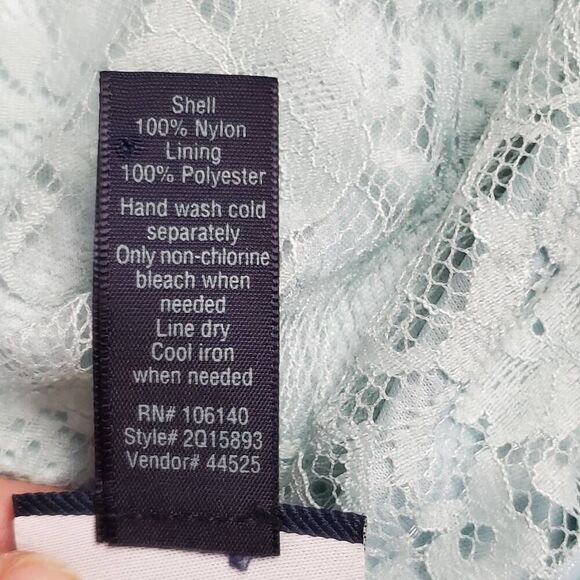 Shell
100% Nylon
Lining
100% Polyester
Hand wash cold
separately
Only non-chlorine
bleach when
needed
Line dry
Cool iron
when needed
RN# 106140
Style# 2Q15893
Vendor# 44525